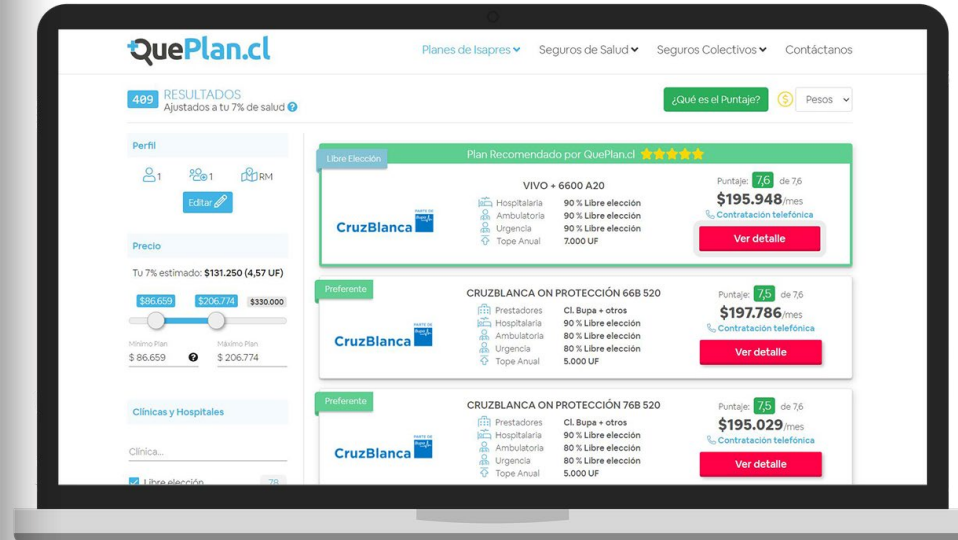 QuePlan.cl
Planes de Isapres
Seguros de Salud
Seguros Colectivos
Contáctanos
409
RESULTADOS
Ajustados a tu 7% de salud
¿Qué es el Puntaje?
Pesos
Perfil
1
1
RM
Editar
Precio
Tu 7% estimado: $131.250 (4,57 UF)
$86.659
$206.774
$330.000
Mínimo Plan
Máximo Plan
$ 86.659
$ 206.774
Clínicas y Hospitales
Clínica...
Libre elección
78
Libre Elección
Plan Recomendado por QuePlan.cl
CruzBlanca
PARTE DE
Bupa
VIVO + 6600 A20
Hospitalaria 90 % Libre elección
Ambulatoria 90 % Libre elección
Urgencia 90 % Libre elección
Tope Anual 7.000 UF
Puntaje: 7,6 de 7,6
$195.948/mes
Contratación telefónica
Ver detalle
Preferente
CruzBlanca
PARTE DE
Bupa
CRUZBLANCA ON PROTECCIÓN 66B 520
Prestadores Cl. Bupa + otros
Hospitalaria 90 % Libre elección
Ambulatoria 80 % Libre elección
Urgencia 80 % Libre elección
Tope Anual 5.000 UF
Puntaje: 7,5 de 7,6
$197.786/mes
Contratación telefónica
Ver detalle
Preferente
CruzBlanca
PARTE DE
Bupa
CRUZBLANCA ON PROTECCIÓN 76B 520
Prestadores Cl. Bupa + otros
Hospitalaria 90 % Libre elección
Ambulatoria 80 % Libre elección
Urgencia 80 % Libre elección
Tope Anual 5.000 UF
Puntaje: 7,5 de 7,6
$195.029/mes
Contratación telefónica
Ver detalle